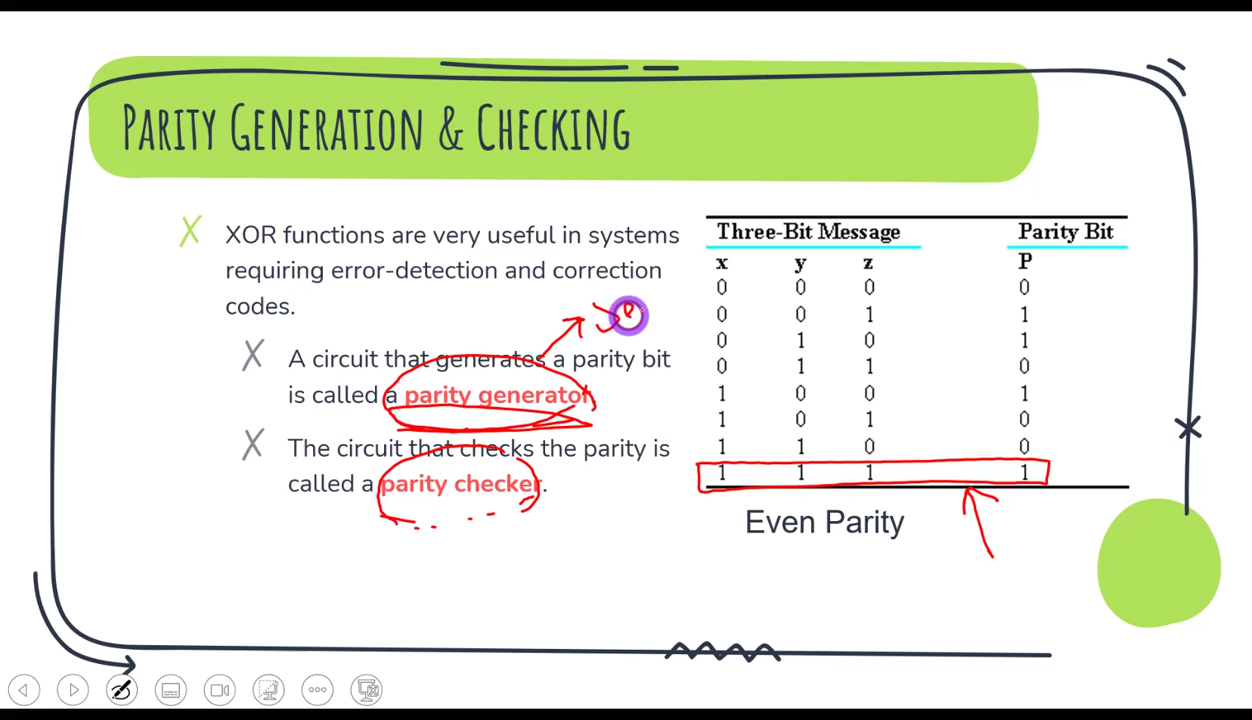 PARITY GENERATION & CHECKING
XOR functions are very useful in systems
requiring error-detection and correction
codes.
A circuit that generates a parity bit
is called a parity generator.
The circuit that checks the parity is
called a parity checker.
Three-Bit Message Parity Bit
x y z P
0 0 0 0
0 0 1 1
0 1 0 1
0 1 1 0
1 0 0 1
1 0 1 0
1 1 0 0
1 1 1 1
Even Parity